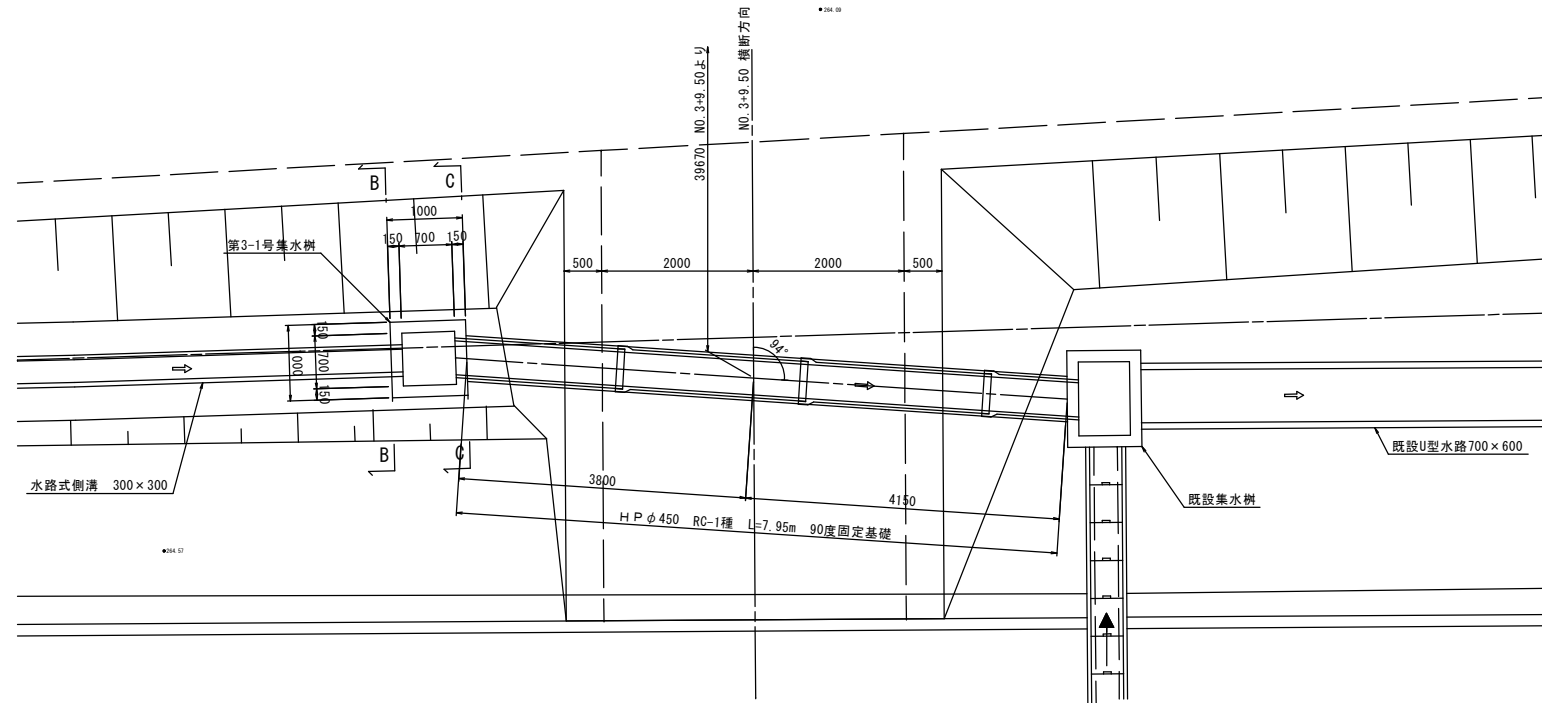 264.09
NO.3+9.50 横断方向
39670 NO.3+9.50より
B
C
1000
150
700
150
第3-1号集水桝
500
2000
2000
500
150
700
150
1000
94°
B
C
水路式側溝 300×300
3800
4150
HPφ450 RC-1種 L=7.95m 90度固定基礎
既設U型水路700×600
既設集水桝
264.57